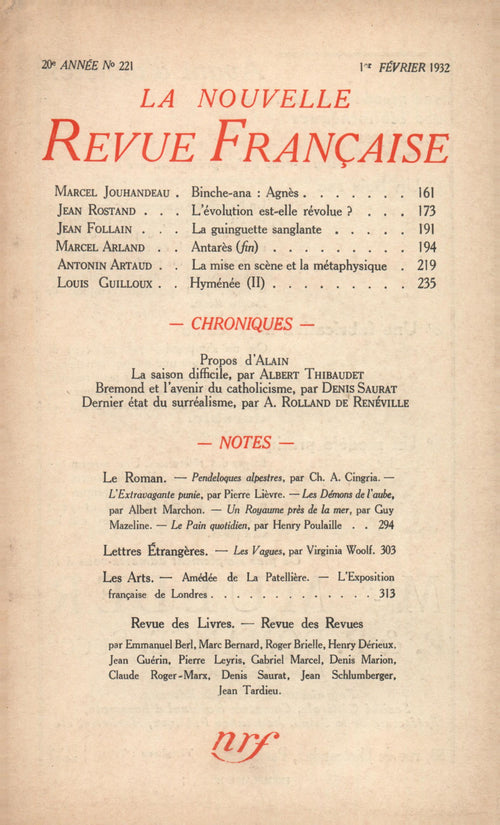 20e ANNÉE No 221 1er FÉVRIER 1932
LA NOUVELLE
REVUE FRANÇAISE
MARCEL JOUHANDEAU . Binche-ana : Agnès . . . . . . . 161
JEAN ROSTAND . . . L'évolution est-elle révolue ? . . . 173
JEAN FOLLAIN . . . La guinguette sanglante . . . . . 191
MARCEL ARLAND . . Antarès (fin) . . . . . . . . . 194
ANTONIN ARTAUD . . La mise en scène et la métaphysique . 219
LOUIS GUILLOUX . . Hyménée (II) . . . . . . . . . 235
— CHRONIQUES —
Propos d'ALAIN
La saison difficile, par ALBERT THIBAUDET
Bremond et l'avenir du catholicisme, par DENIS SAURAT
Dernier état du surréalisme, par A. ROLLAND DE RENÉVILLE
— NOTES —
Le Roman. — Pendeloques alpestres, par Ch. A. Cingria. —
L'Extravagante punie, par Pierre Lièvre. — Les Démons de l'aube,
par Albert Marchon. — Un Royaume près de la mer, par Guy
Mazeline. — Le Pain quotidien, par Henry Poulaille . . 294
Lettres Étrangères. — Les Vagues, par Virginia Woolf. 303
Les Arts. — Amédée de La Patellière. — L'Exposition
française de Londres . . . . . . . . . . . . 313
Revue des Livres. — Revue des Revues
par Emmanuel Berl, Marc Bernard, Roger Brielle, Henry Dérieux,
Jean Guérin, Pierre Leyris, Gabriel Marcel, Denis Marion,
Claude Roger-Marx, Denis Saurat, Jean Schlumberger,
Jean Tardieu.
nrf